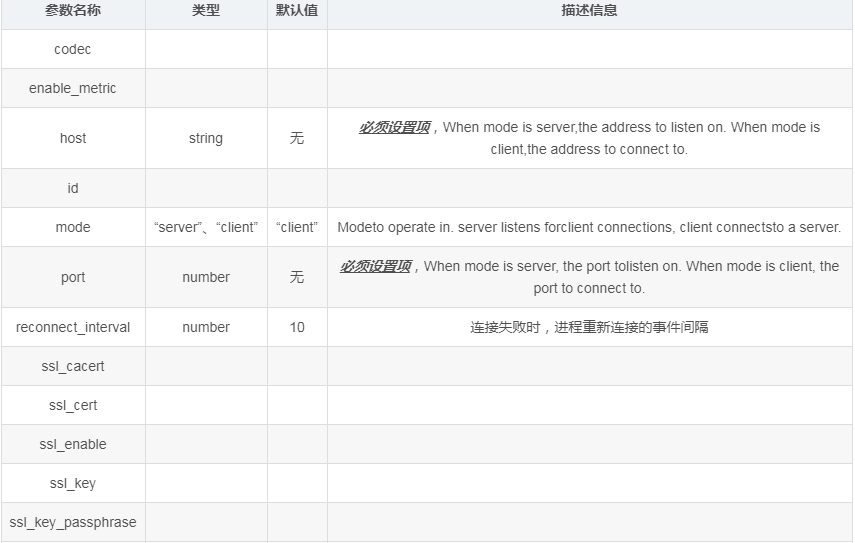 参数名称 类型 默认值 描述信息
codec
enable_metric
host string 无 必须设置项，When mode is server,the address to listen on. When mode is
client,the address to connect to.
id
mode “server”、“client” “client” Modeto operate in. server listens forclient connections, client connectsto a server.
port number 无 必须设置项，When mode is server, the port tolisten on. When mode is client, the
port to connect to.
reconnect_interval number 10 连接失败时，进程重新连接的事件间隔
ssl_cacert
ssl_cert
ssl_enable
ssl_key
ssl_key_passphrase